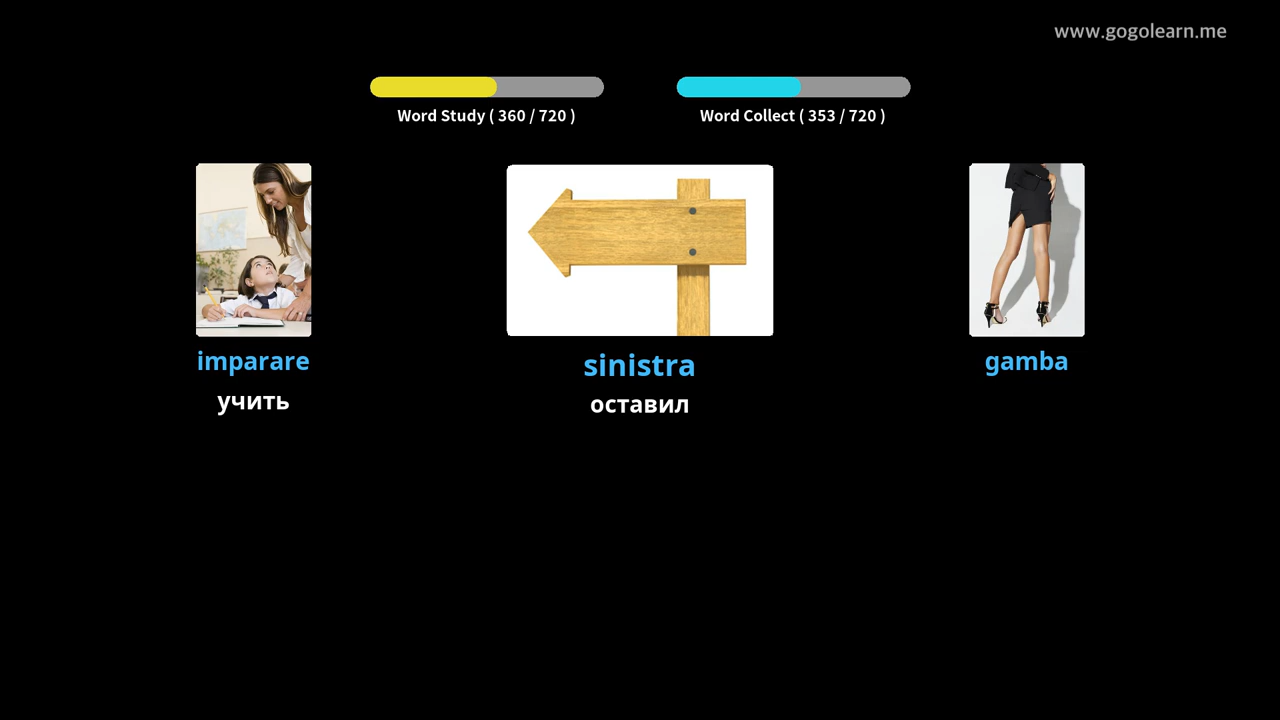 www.gogolearn.me
Word Study ( 360 / 720 )
Word Collect ( 353 / 720 )
imparare
sinistra
gamba
учить
оставил